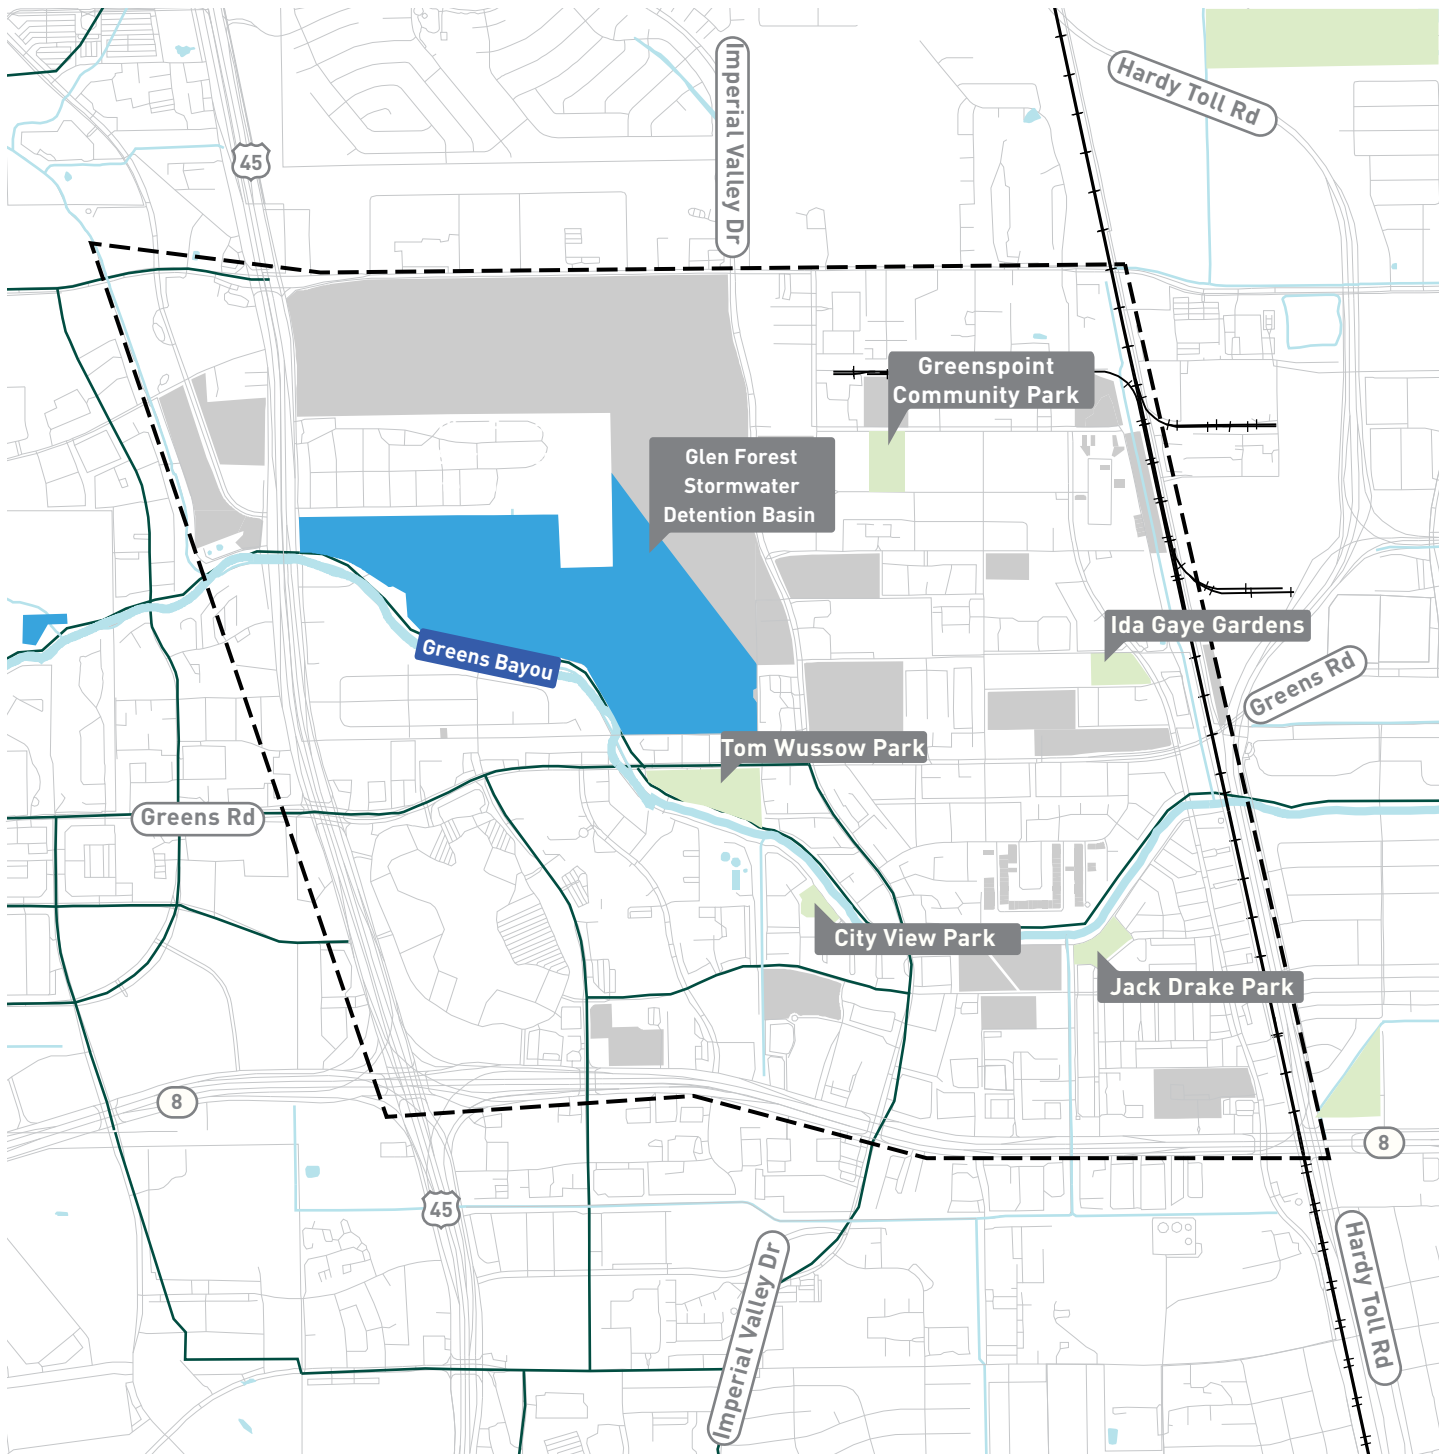 Imperial Valley Dr
Hardy Toll Rd
45
Greenspoint
Community Park
Glen Forest
Stormwater
Detention Basin
Ida Gaye Gardens
Greens Bayou
Greens Rd
Tom Wussow Park
Greens Rd
City View Park
Jack Drake Park
8
8
45
Imperial Valley Dr
Hardy Toll Rd